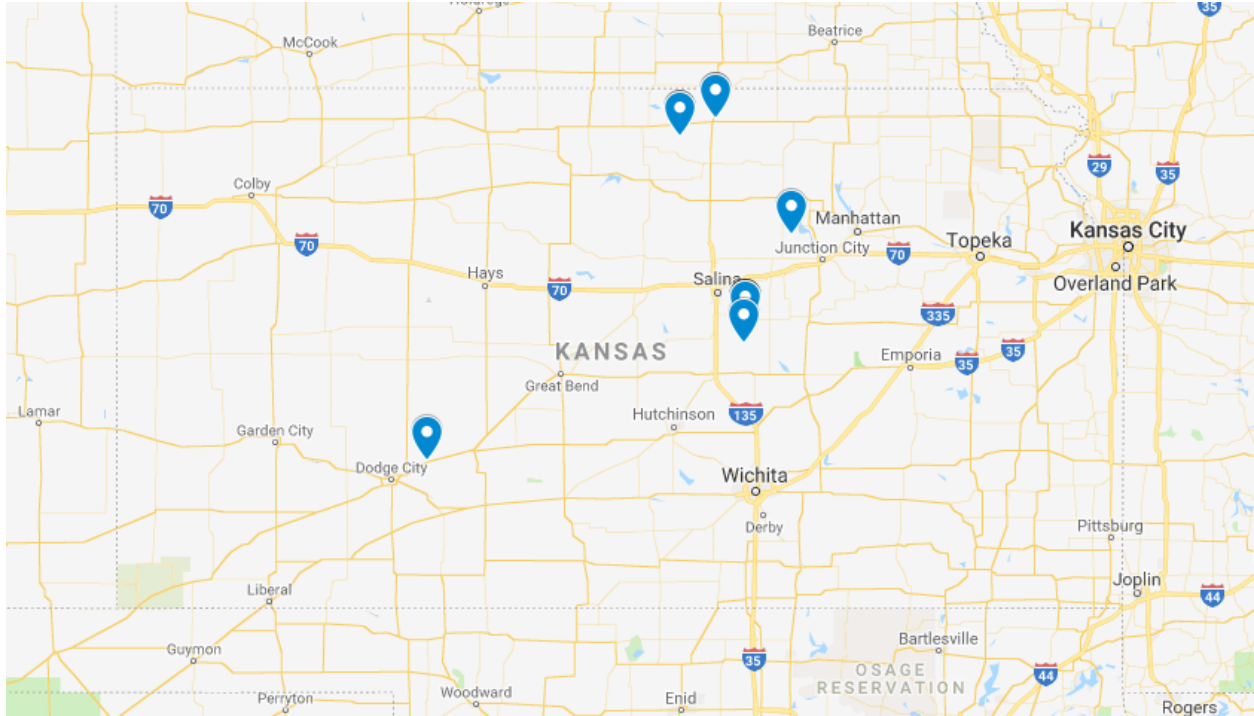 Holdrege
35
McCook
Beatrice
29
35
Colby
70
Manhattan
Kansas City
70
Junction City
70
Topeka
Hays
70
Salina
Overland Park
335
KANSAS
35
35
Emporia
Great Bend
Lamar
Garden City
Hutchinson
135
Dodge City
Wichita
Derby
Pittsburg
Liberal
Joplin
44
Guymon
Bartlesville
35
OSAGE
RESERVATION
44
Perryton
Woodward
Enid
Rogers